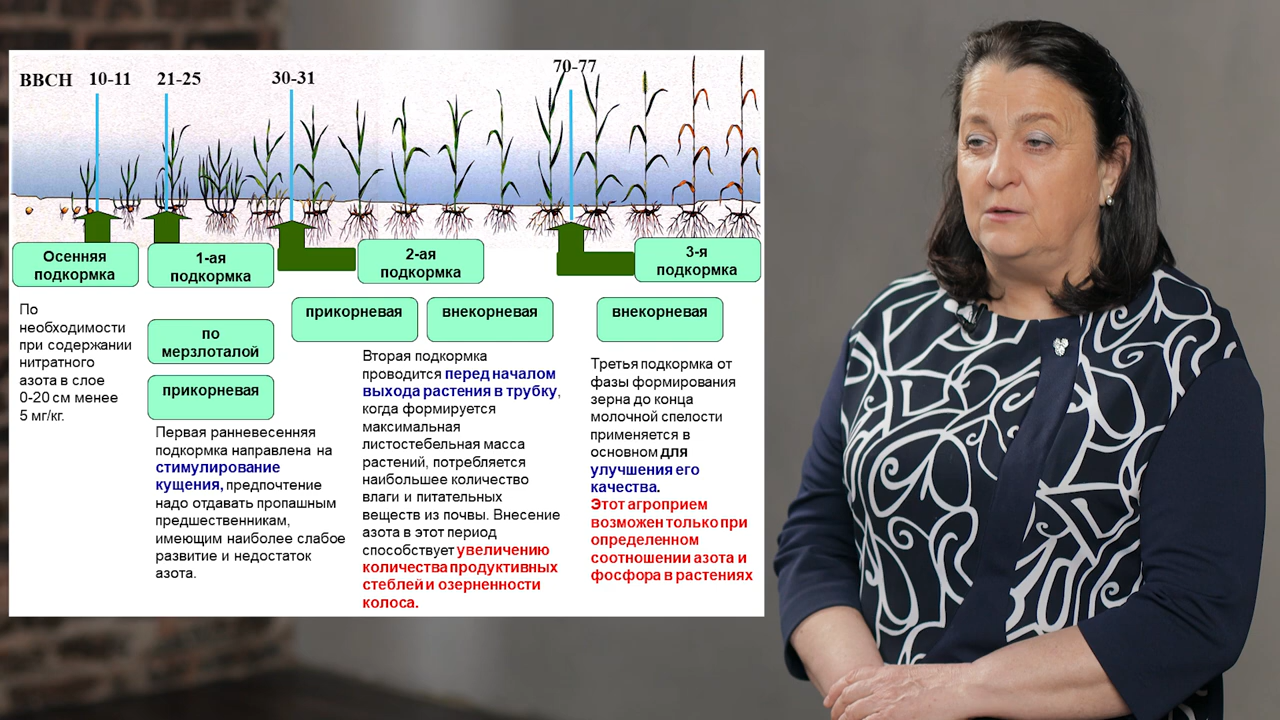 ВВСН 10-11 21-25 30-31 70-77
Осенняя
подкормка
1-ая
подкормка
2-ая
подкормка
3-я
подкормка
По
необходимости
при содержании
нитратного
азота в слое
0-20 см менее
5 мг/кг.
по
мерзлоталой
прикорневая
Первая ранневесенняя
подкормка направлена на
стимулирование
кущения, предпочтение
надо отдавать пропашным
предшественникам,
имеющим наиболее слабое
развитие и недостаток
азота.
прикорневая
внекорневая
Вторая подкормка
проводится перед началом
выхода растения в трубку,
когда формируется
максимальная
листостебельная масса
растений, потребляется
наибольшее количество
влаги и питательных
веществ из почвы. Внесение
азота в этот период
способствует увеличению
количества продуктивных
стеблей и озерненности
колоса.
внекорневая
Третья подкормка от
фазы формирования
зерна до конца
молочной спелости
применяется в
основном для
улучшения его
качества.
Этот агроприем
возможен только при
определенном
соотношении азота и
фосфора в растениях